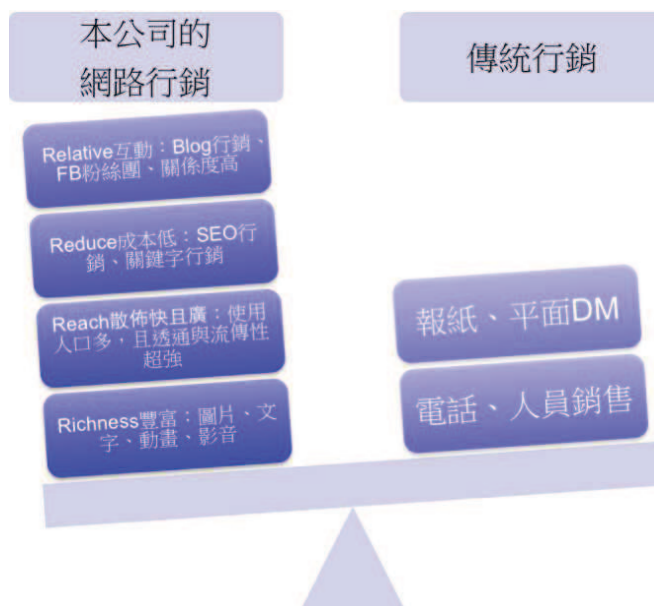 本公司的
網路行銷
傳統行銷
Relative互動：Blog行銷、
FB粉絲團、關係度高
Reduce成本低：SEO行
銷、關鍵字行銷
Reach散佈快且廣：使用
人口多，且透通與流傳性
超強
Richness豐富：圖片、文
字、動畫、影音
報紙、平面DM
電話、人員銷售